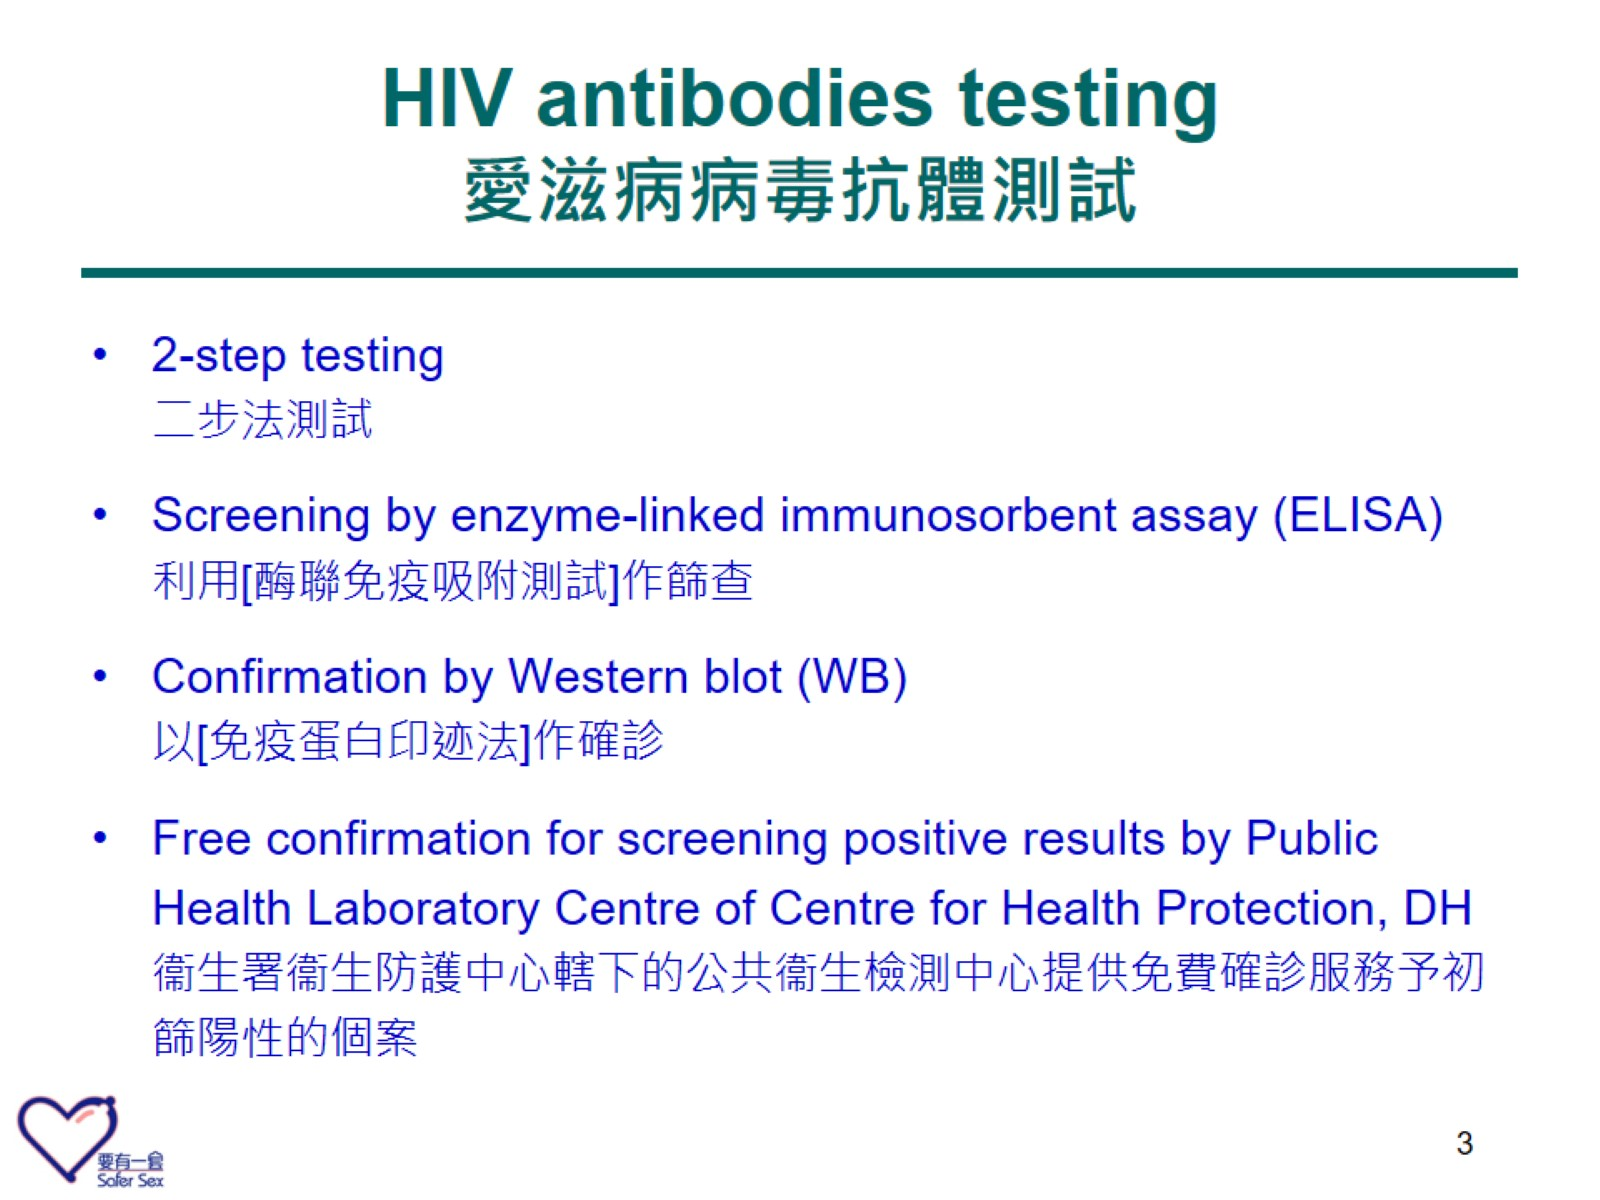 HIV antibodies testing
愛滋病病毒抗體測試
• 2-step testing
二步法測試
• Screening by enzyme-linked immunosorbent assay (ELISA)
利用[酶聯免疫吸附測試]作篩查
• Confirmation by Western blot (WB)
以[免疫蛋白印迹法]作確診
• Free confirmation for screening positive results by Public
Health Laboratory Centre of Centre for Health Protection, DH
衞生署衞生防護中心轄下的公共衞生檢測中心提供免費確診服務予初
篩陽性的個案
要有一套
Safer Sex
3